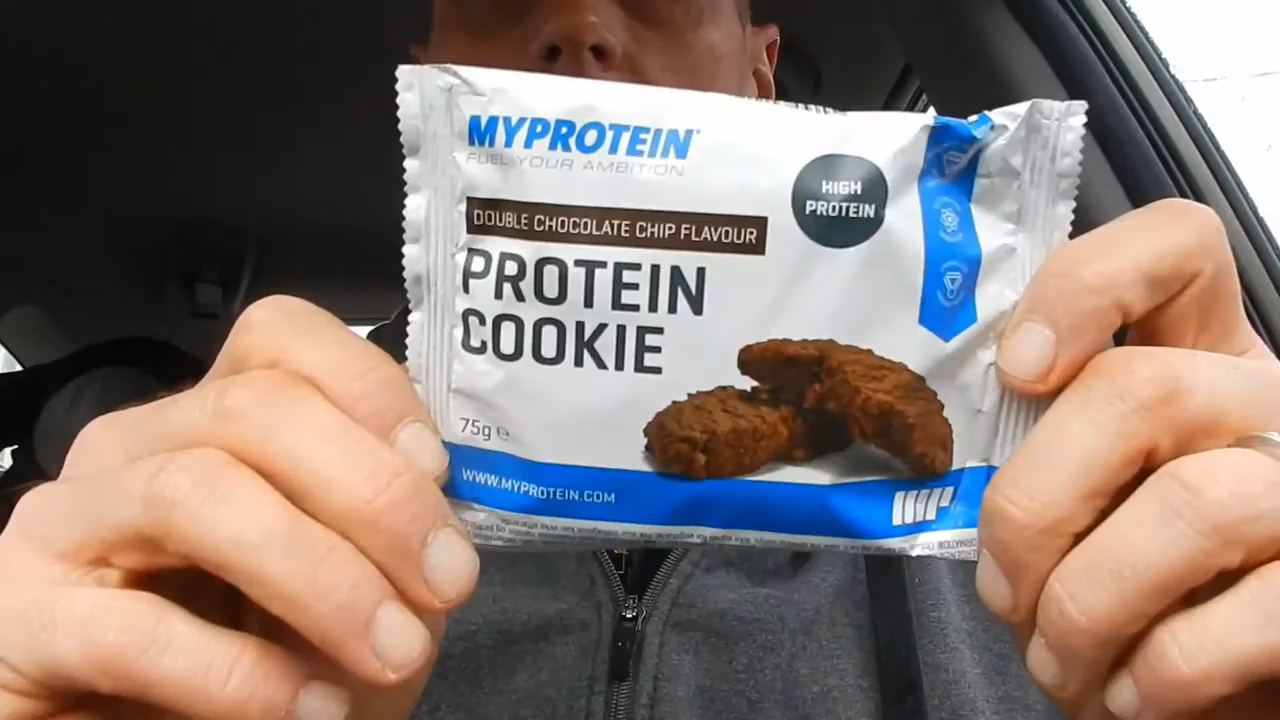 MYPROTEIN
FUEL YOUR AMBITION
HIGH
PROTEIN
DOUBLE CHOCOLATE CHIP FLAVOUR
PROTEIN
COOKIE
75g ℮
WWW.MYPROTEIN.COM